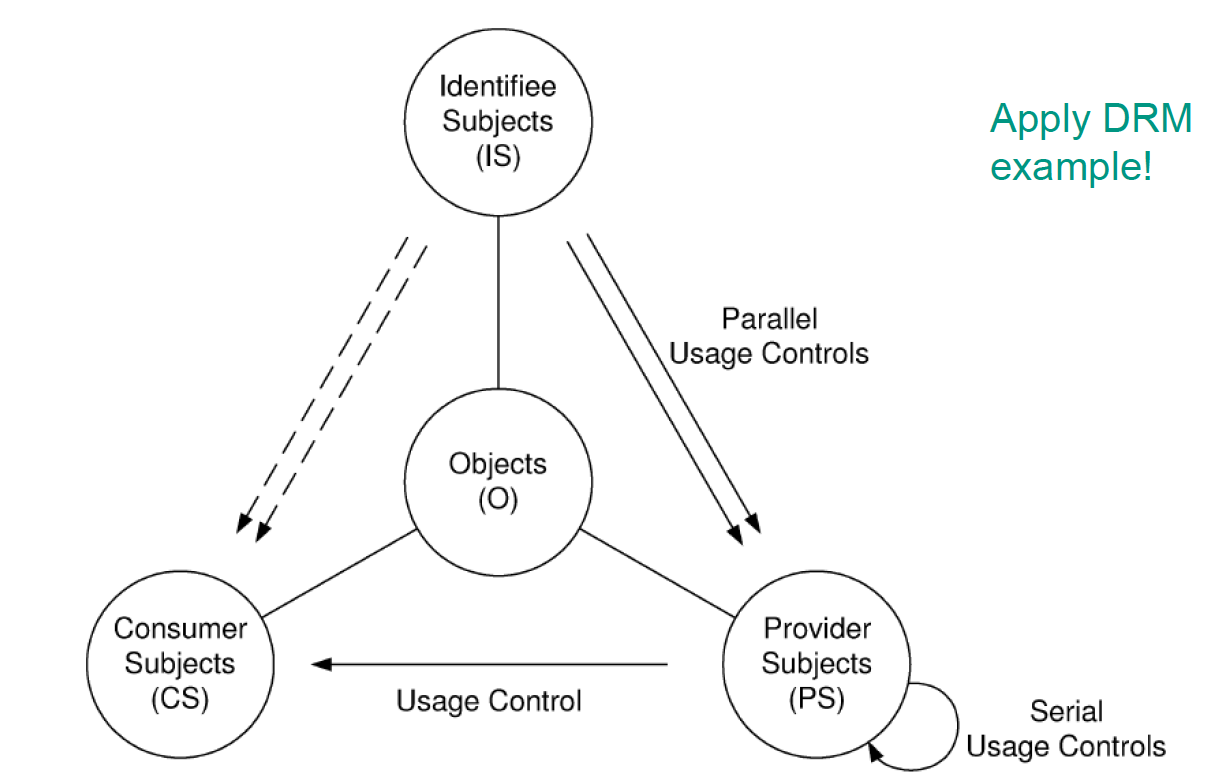 Identifiee
Subjects
(IS)
Apply DRM
example!
Parallel
Usage Controls
Objects
(O)
Consumer
Subjects
(CS)
Usage Control
Provider
Subjects
(PS)
Serial
Usage Controls